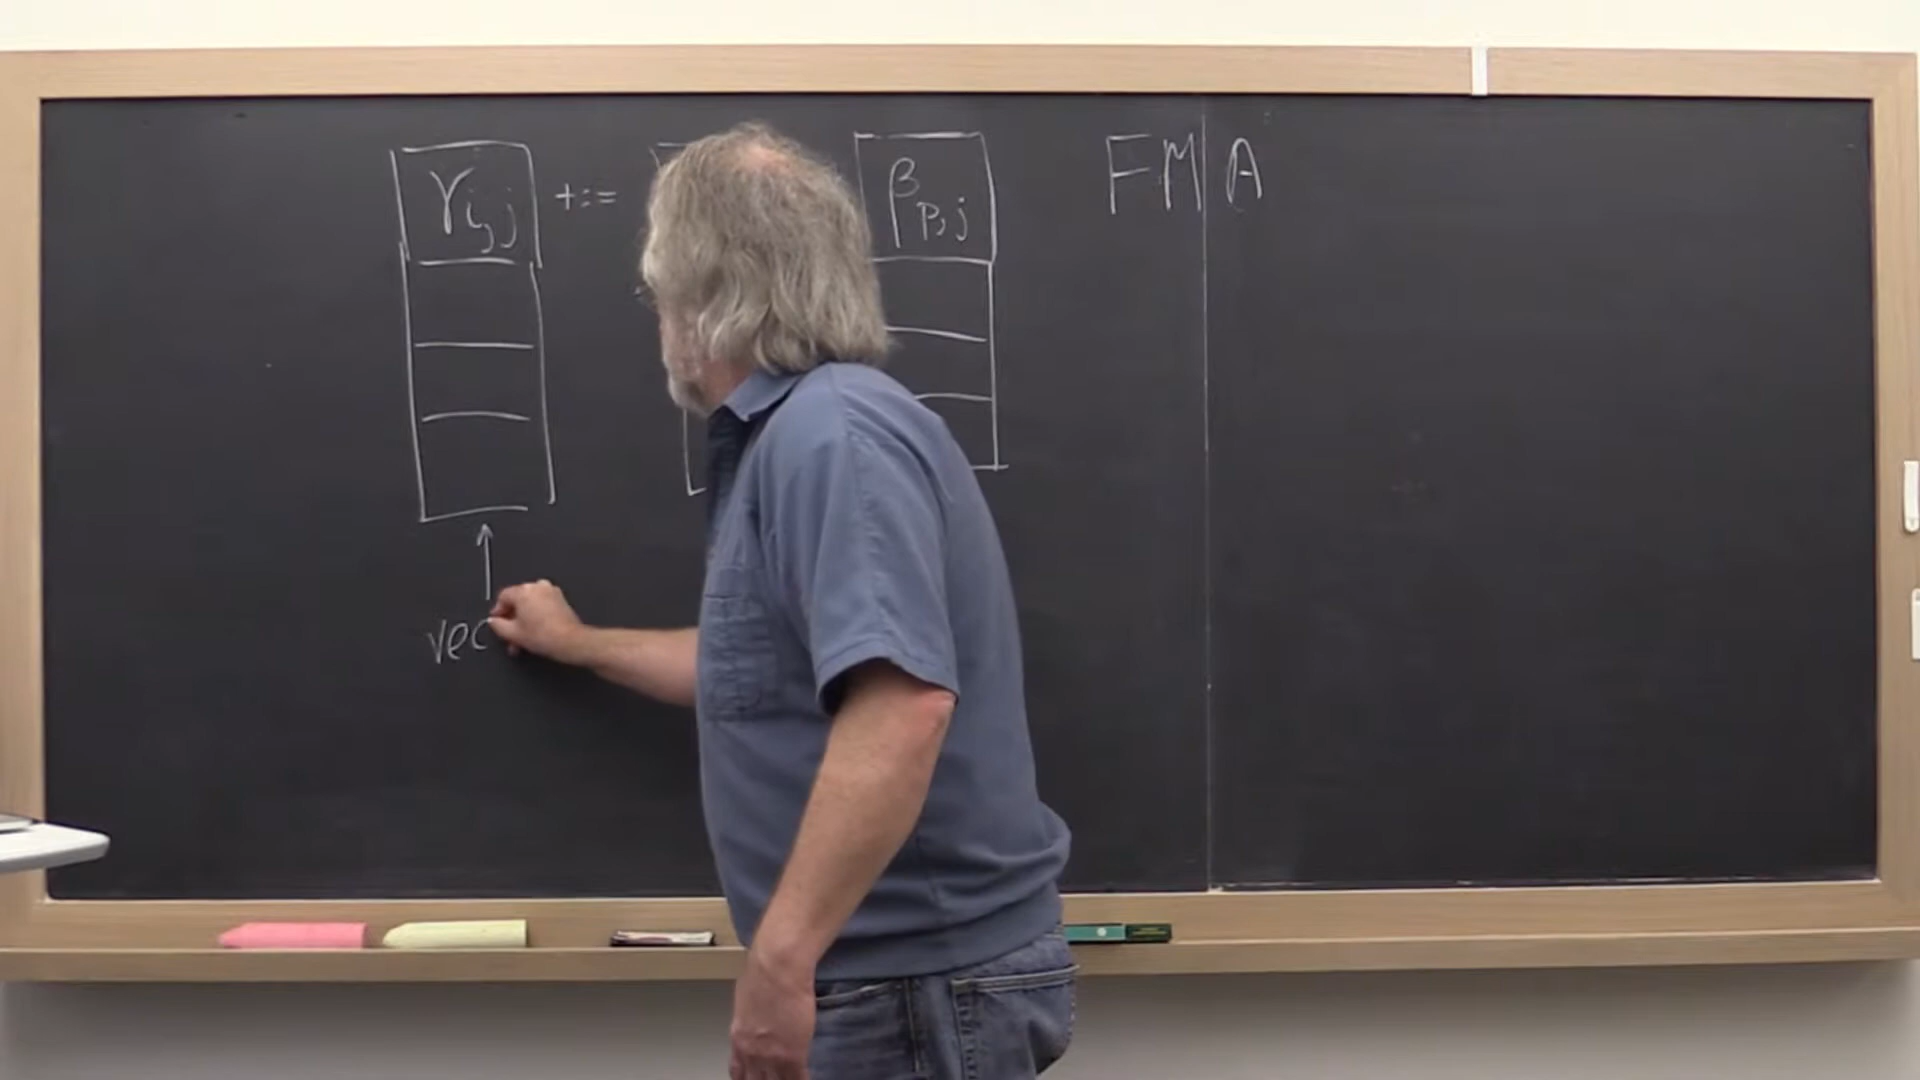 γi,j +:= βp,j FMA
vec